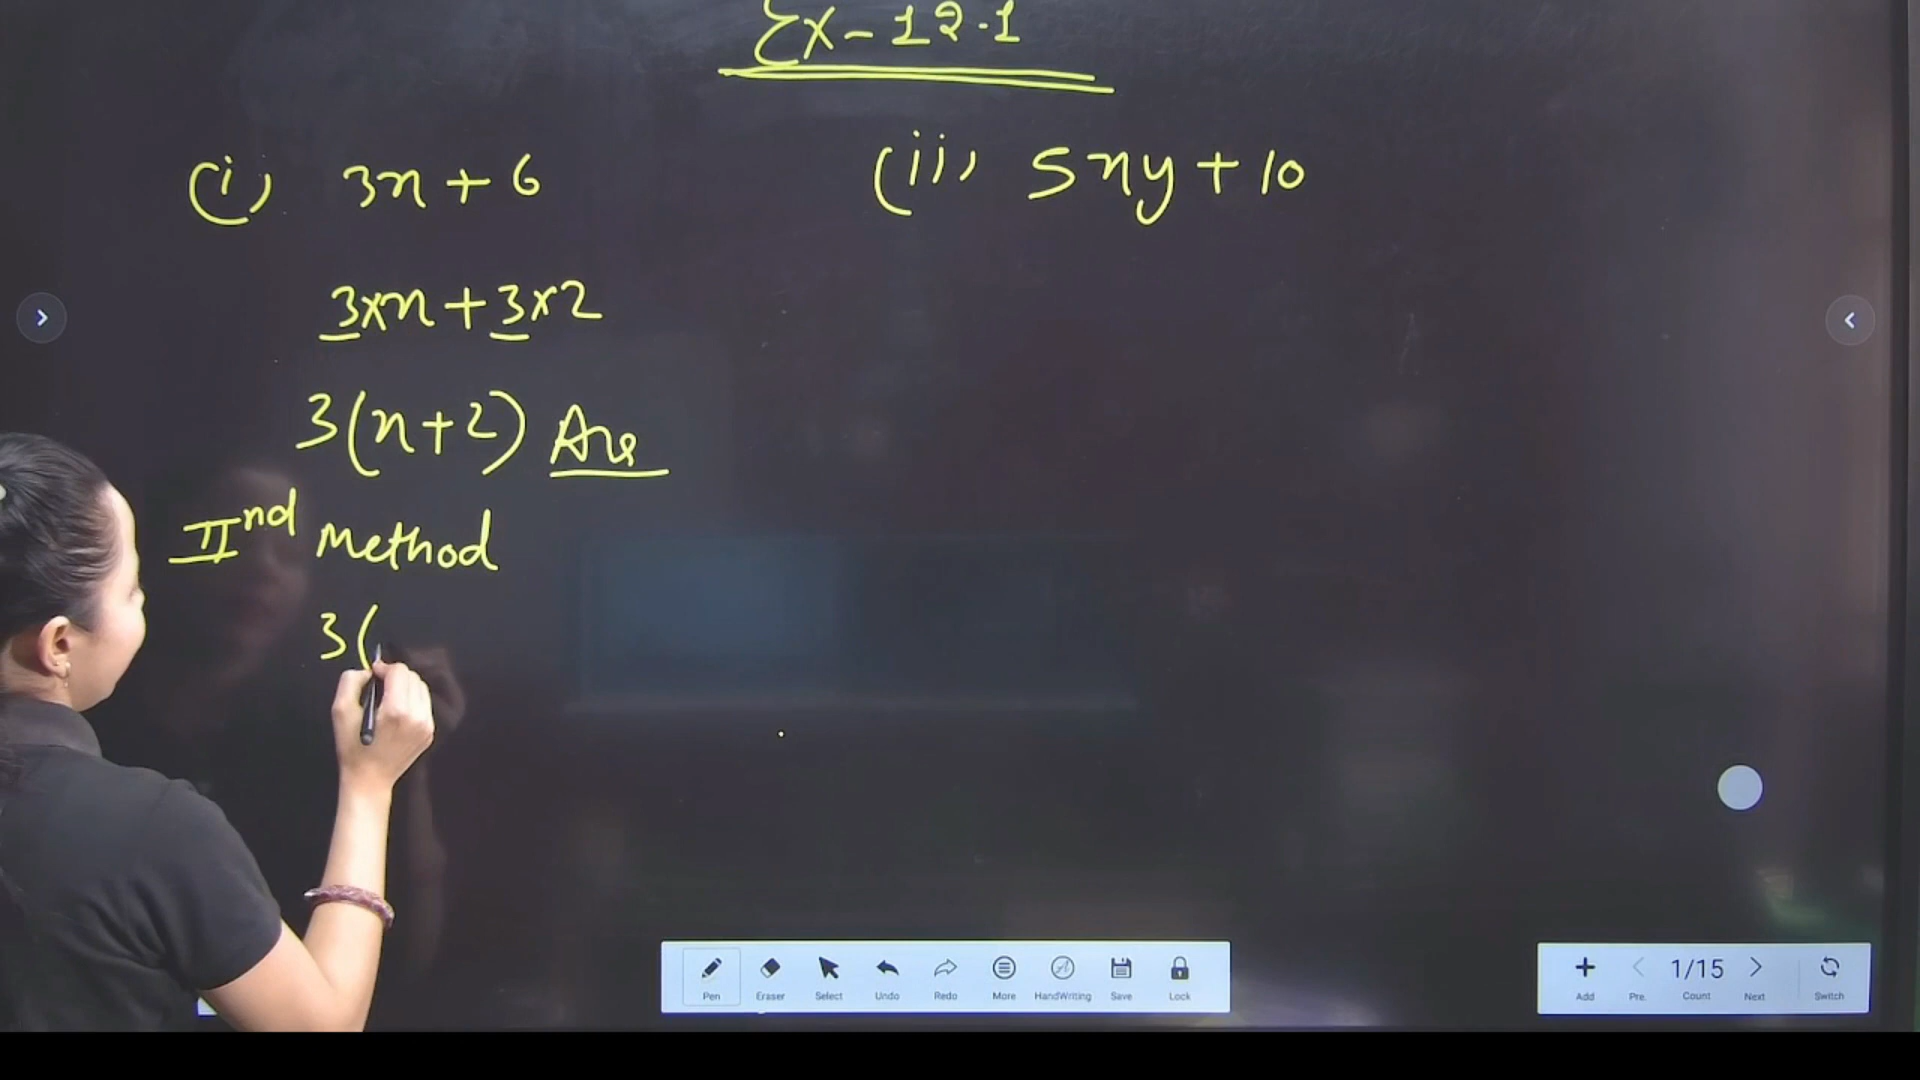 Ex-12.1
(i) 3x+6
(ii) 5xy+10
3×x+3×2
3(x+2) Ans
IInd Method
3(
Pen Eraser Select Undo Redo More HandWriting Save Lock
1/15
Add Pre. Count Next Switch